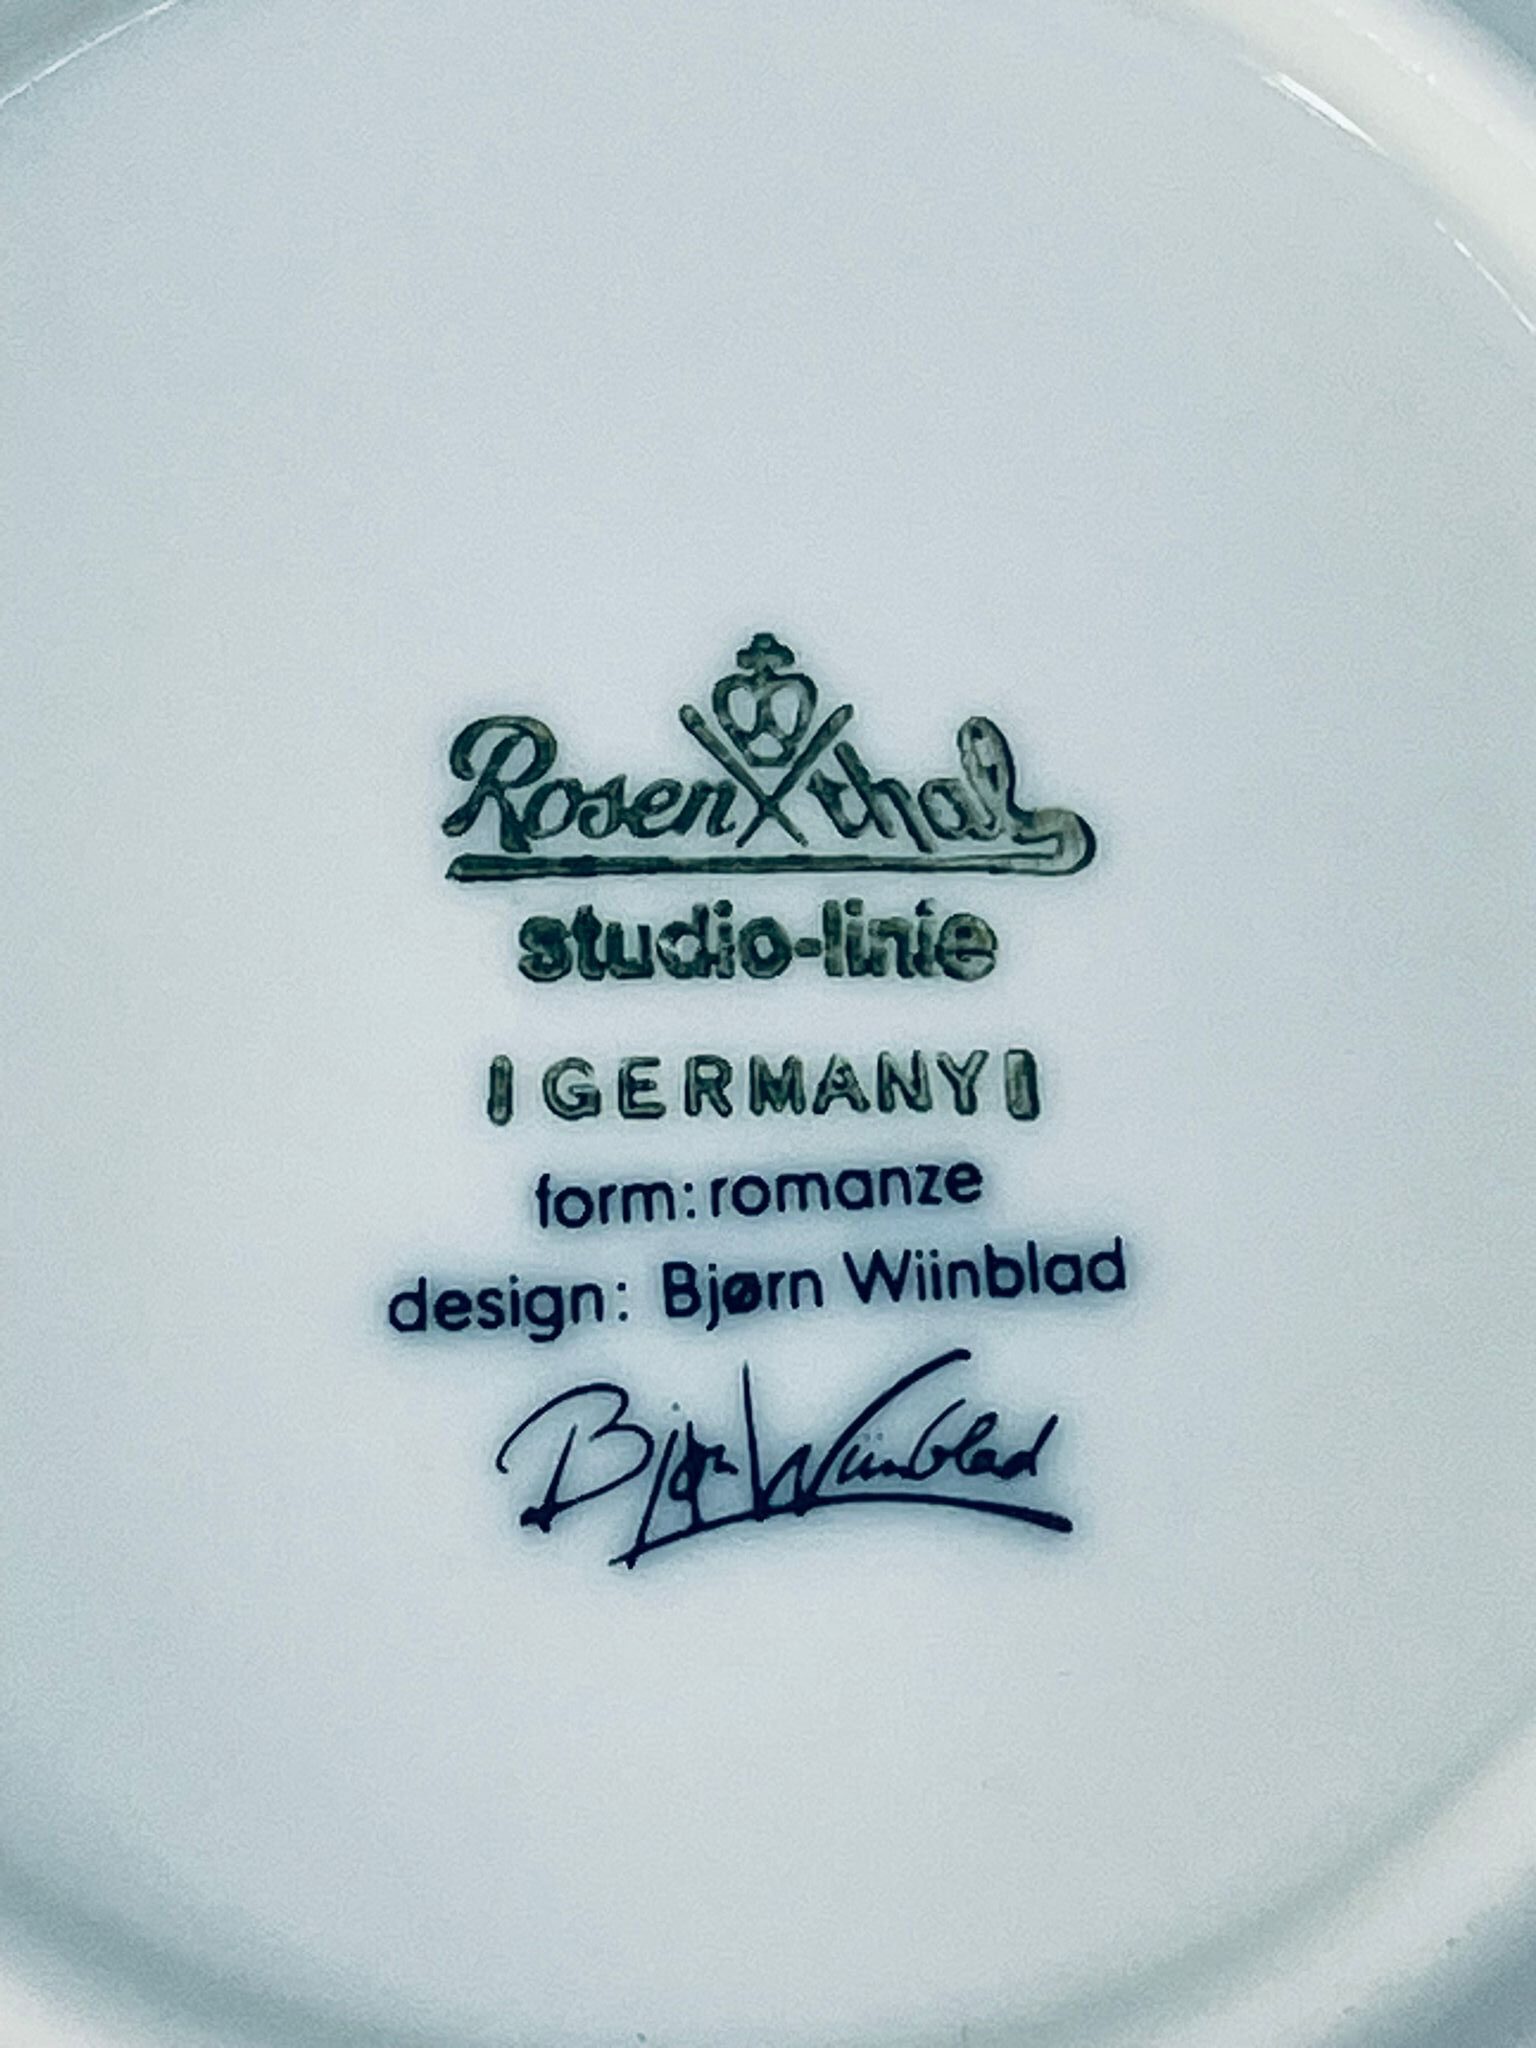 Rosenthal
studio-linie
GERMANY
form: romanze
design: Bjørn Wiinblad
Bjørn Wiinblad